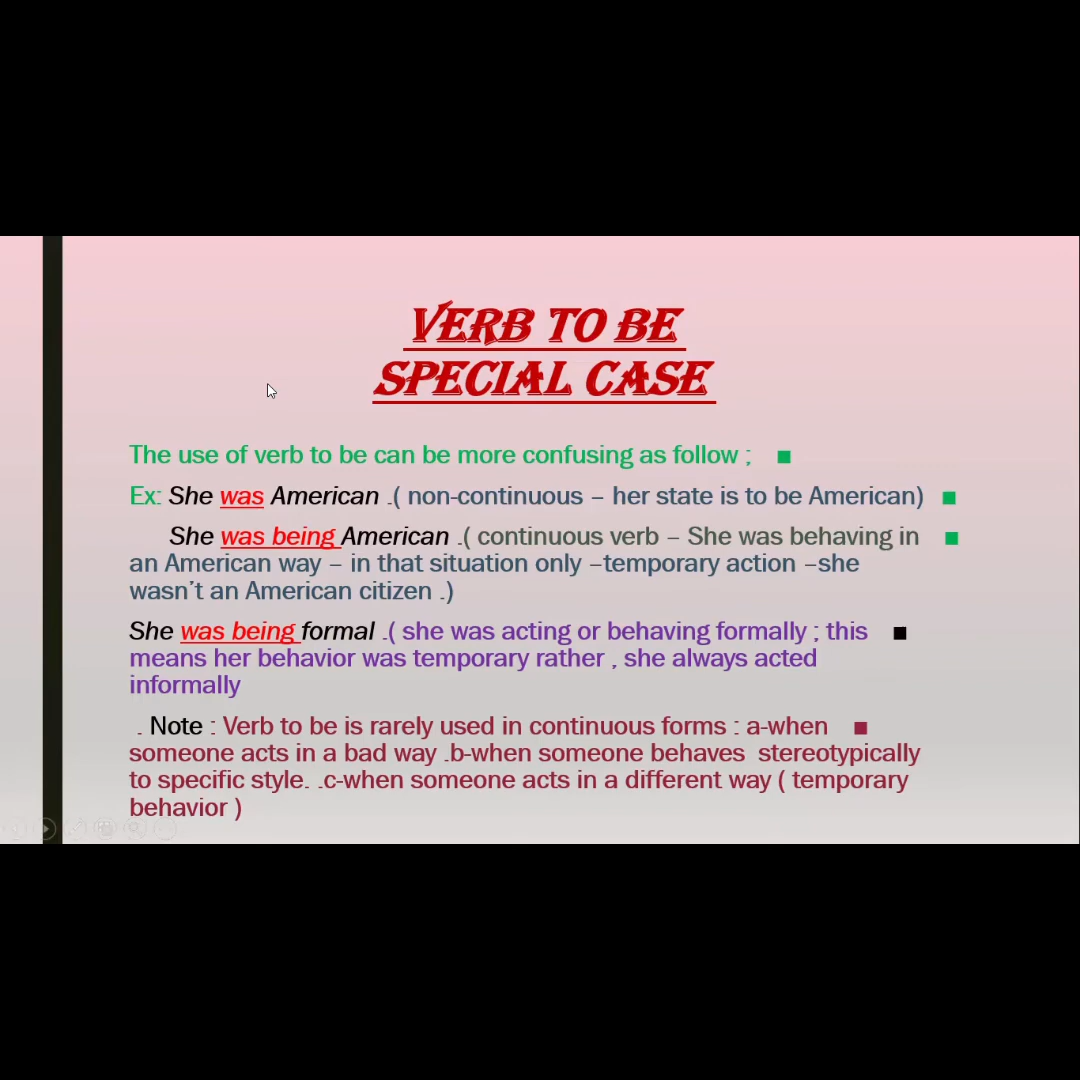 VERB TO BE
SPECIAL CASE
The use of verb to be can be more confusing as follow ;
Ex: She was American .( non-continuous – her state is to be American)
She was being American .( continuous verb – She was behaving in
an American way – in that situation only –temporary action –she
wasn't an American citizen .)
She was being formal .( she was acting or behaving formally ; this
means her behavior was temporary rather , she always acted
informally
. Note : Verb to be is rarely used in continuous forms : a-when
someone acts in a bad way .b-when someone behaves stereotypically
to specific style. .c-when someone acts in a different way ( temporary
behavior )